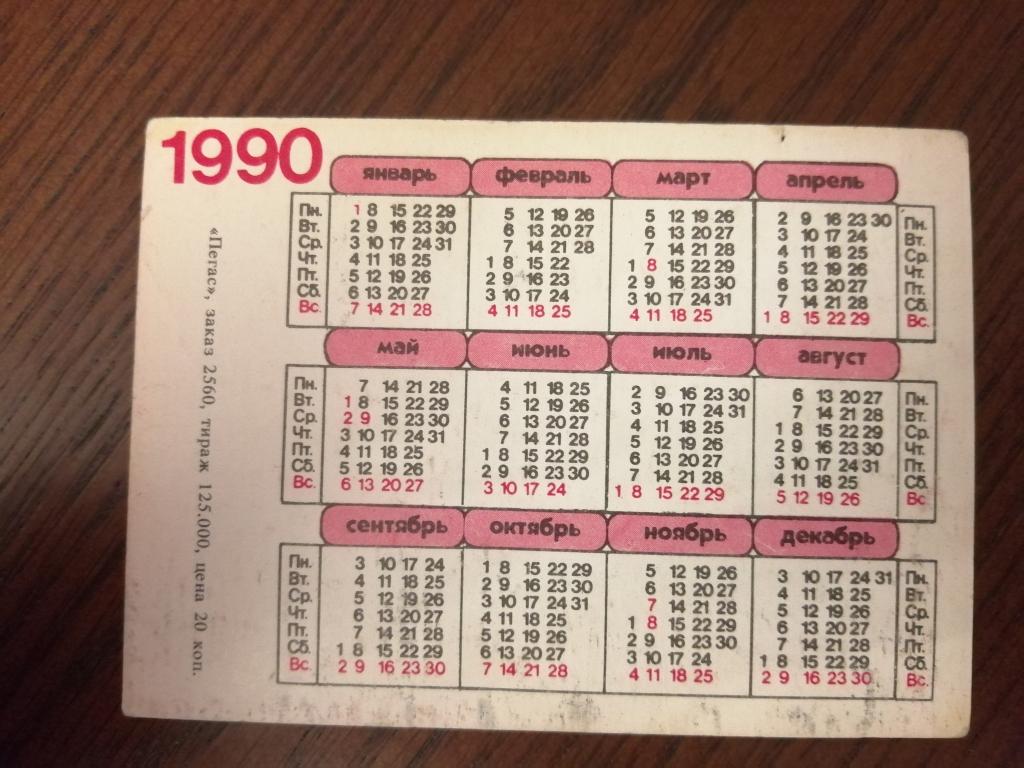 1990
январь февраль март апрель
Пн. 1 8 15 22 29 5 12 19 26 5 12 19 26 2 9 16 23 30 Пн.
Вт. 2 9 16 23 30 6 13 20 27 6 13 20 27 3 10 17 24 Вт.
Ср. 3 10 17 24 31 7 14 21 28 7 14 21 28 4 11 18 25 Ср.
Чт. 4 11 18 25 1 8 15 22 1 8 15 22 29 5 12 19 26 Чт.
Пт. 5 12 19 26 2 9 16 23 2 9 16 23 30 6 13 20 27 Пт.
Сб. 6 13 20 27 3 10 17 24 3 10 17 24 31 7 14 21 28 Сб.
Вс. 7 14 21 28 4 11 18 25 4 11 18 25 1 8 15 22 29 Вс.
май июнь июль август
Пн. 7 14 21 28 4 11 18 25 2 9 16 23 30 6 13 20 27 Пн.
Вт. 1 8 15 22 29 5 12 19 26 3 10 17 24 31 7 14 21 28 Вт.
Ср. 2 9 16 23 30 6 13 20 27 4 11 18 25 1 8 15 22 29 Ср.
Чт. 3 10 17 24 31 7 14 21 28 5 12 19 26 2 9 16 23 30 Чт.
Пт. 4 11 18 25 1 8 15 22 29 6 13 20 27 3 10 17 24 31 Пт.
Сб. 5 12 19 26 2 9 16 23 30 7 14 21 28 4 11 18 25 Сб.
Вс. 6 13 20 27 3 10 17 24 1 8 15 22 29 5 12 19 26 Вс
сентябрь октябрь ноябрь декабрь
Пн. 3 10 17 24 1 8 15 22 29 5 12 19 26 3 10 17 24 31 Пн.
Вт. 4 11 18 25 2 9 16 23 30 6 13 20 27 4 11 18 25 Вт.
Ср. 5 12 19 26 3 10 17 24 31 7 14 21 28 5 12 19 26 Ср.
Чт. 6 13 20 27 4 11 18 25 1 8 15 22 29 6 13 20 27 Чт.
Пт. 7 14 21 28 5 12 19 26 2 9 16 23 30 7 14 21 28 Пт.
Сб. 1 8 15 22 29 6 13 20 27 3 10 17 24 1 8 15 22 29 Сб.
Вс. 2 9 16 23 30 7 14 21 28 4 11 18 25 2 9 16 23 30 Вс.
«Пегас», заказ 2560, тираж 125.000, цена 20 коп.